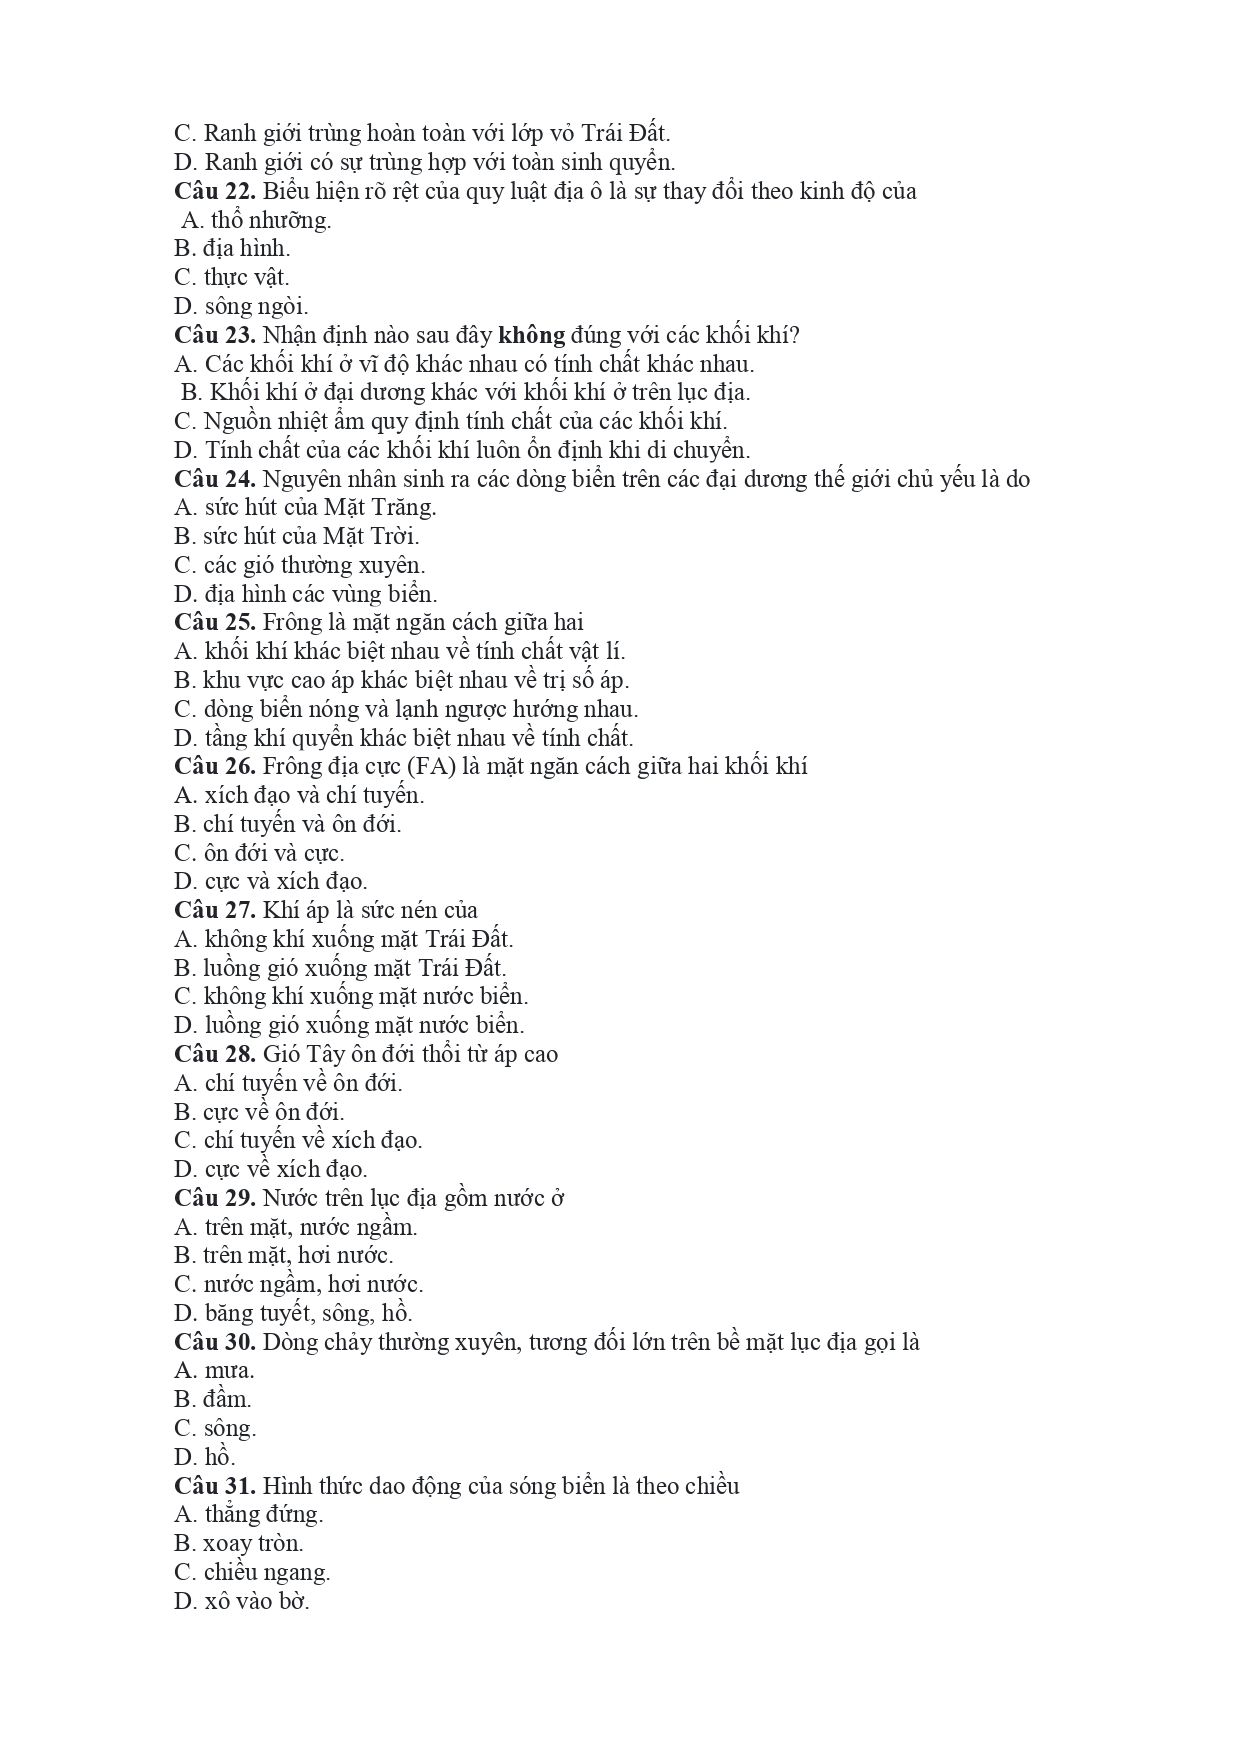 C. Ranh giới trùng hoàn toàn với lớp vỏ Trái Đất.
D. Ranh giới có sự trùng hợp với toàn sinh quyển.
Câu 22. Biểu hiện rõ rệt của quy luật địa ô là sự thay đổi theo kinh độ của
A. thổ nhưỡng.
B. địa hình.
C. thực vật.
D. sông ngòi.
Câu 23. Nhận định nào sau đây không đúng với các khối khí?
A. Các khối khí ở vĩ độ khác nhau có tính chất khác nhau.
B. Khối khí ở đại dương khác với khối khí ở trên lục địa.
C. Nguồn nhiệt ẩm quy định tính chất của các khối khí.
D. Tính chất của các khối khí luôn ổn định khi di chuyển.
Câu 24. Nguyên nhân sinh ra các dòng biển trên các đại dương thế giới chủ yếu là do
A. sức hút của Mặt Trăng.
B. sức hút của Mặt Trời.
C. các gió thường xuyên.
D. địa hình các vùng biển.
Câu 25. Frông là mặt ngăn cách giữa hai
A. khối khí khác biệt nhau về tính chất vật lí.
B. khu vực cao áp khác biệt nhau về trị số áp.
C. dòng biển nóng và lạnh ngược hướng nhau.
D. tầng khí quyển khác biệt nhau về tính chất.
Câu 26. Frông địa cực (FA) là mặt ngăn cách giữa hai khối khí
A. xích đạo và chí tuyến.
B. chí tuyến và ôn đới.
C. ôn đới và cực.
D. cực và xích đạo.
Câu 27. Khí áp là sức nén của
A. không khí xuống mặt Trái Đất.
B. luồng gió xuống mặt Trái Đất.
C. không khí xuống mặt nước biển.
D. luồng gió xuống mặt nước biển.
Câu 28. Gió Tây ôn đới thổi từ áp cao
A. chí tuyến về ôn đới.
B. cực về ôn đới.
C. chí tuyến về xích đạo.
D. cực về xích đạo.
Câu 29. Nước trên lục địa gồm nước ở
A. trên mặt, nước ngầm.
B. trên mặt, hơi nước.
C. nước ngầm, hơi nước.
D. băng tuyết, sông, hồ.
Câu 30. Dòng chảy thường xuyên, tương đối lớn trên bề mặt lục địa gọi là
A. mưa.
B. đầm.
C. sông.
D. hồ.
Câu 31. Hình thức dao động của sóng biển là theo chiều
A. thẳng đứng.
B. xoay tròn.
C. chiều ngang.
D. xô vào bờ.